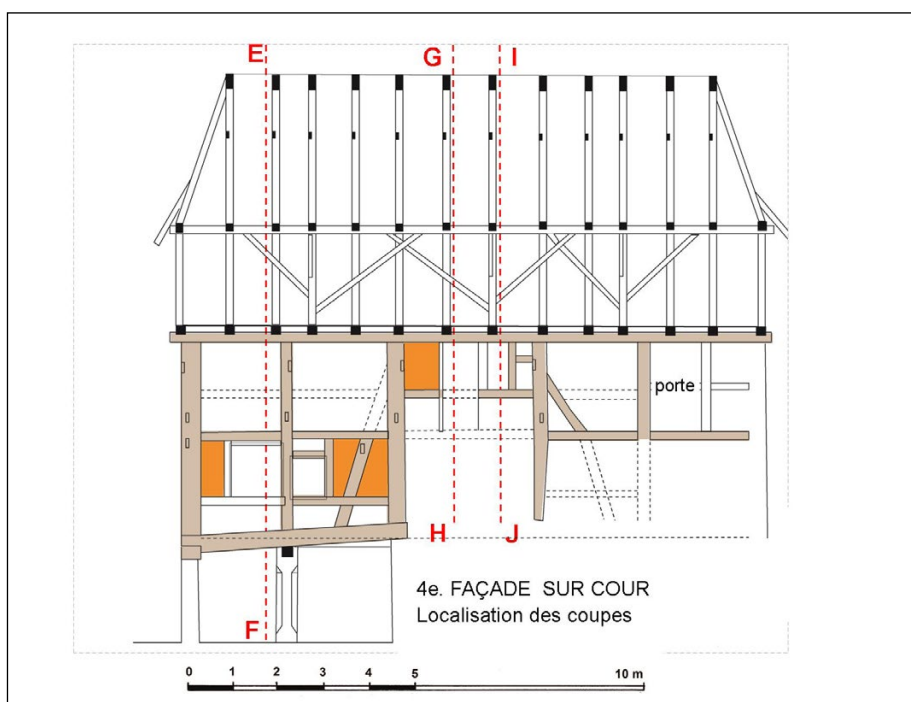 E G I
porte
H J
4e. FAÇADE SUR COUR
Localisation des coupes
F
0 1 2 3 4 5 10 m